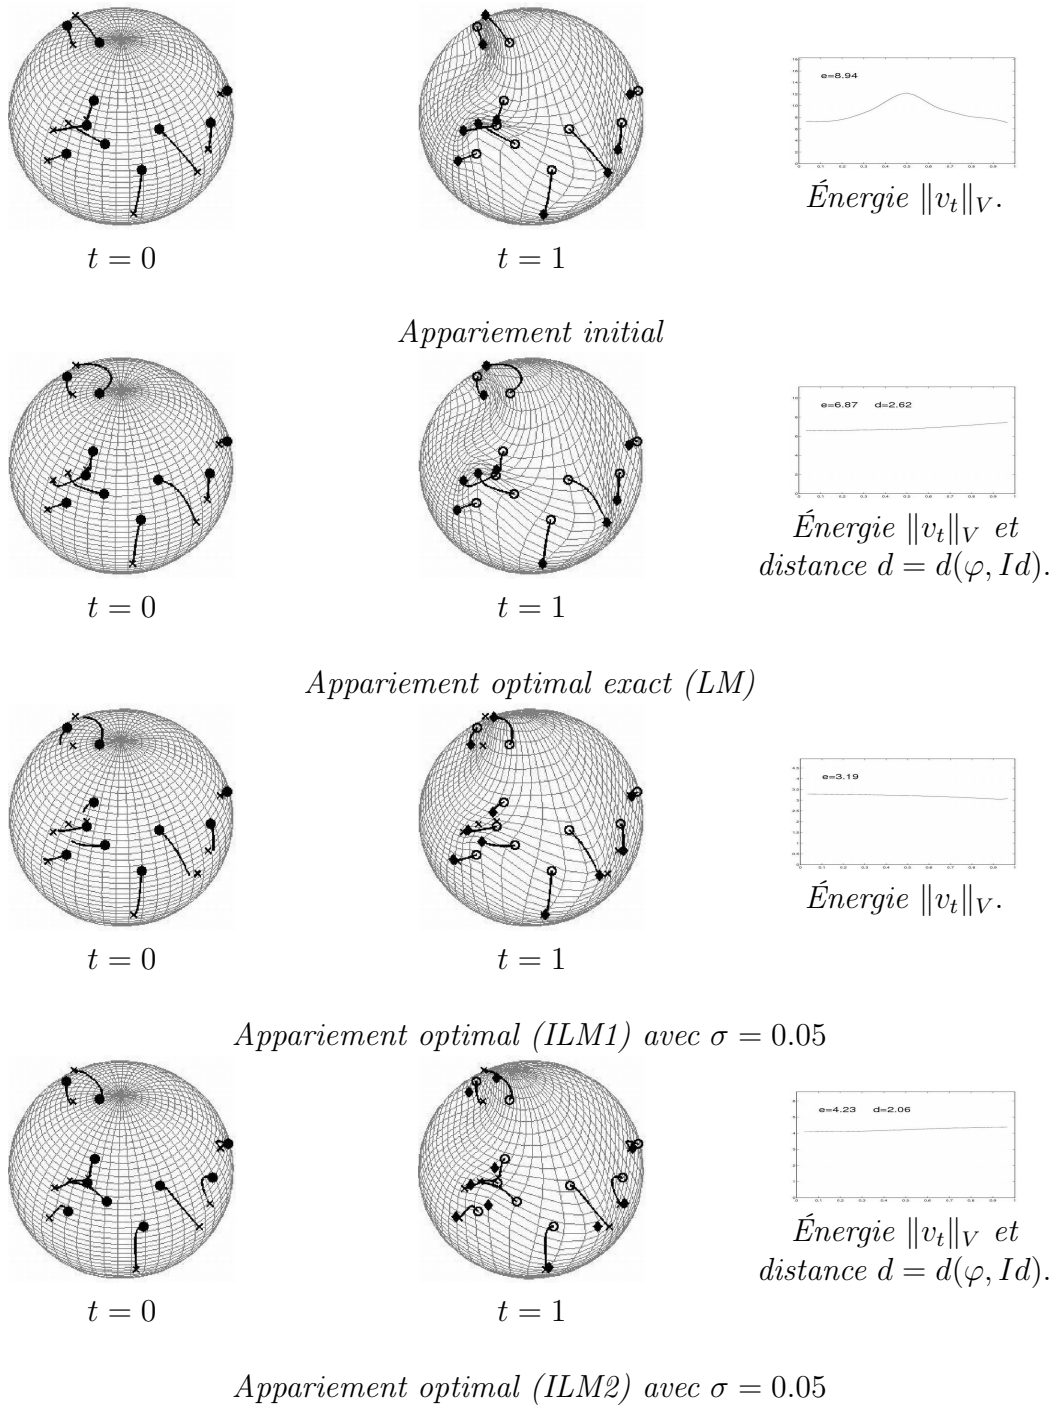 e=8.94
Énergie ‖v_t‖_V.
t = 0
t = 1
Appariement initial
e=6.87 d=2.62
Énergie ‖v_t‖_V et
distance d = d(φ, Id).
t = 0
t = 1
Appariement optimal exact (LM)
e=3.19
Énergie ‖v_t‖_V.
t = 0
t = 1
Appariement optimal (ILM1) avec σ = 0.05
e=4.23 d=2.06
Énergie ‖v_t‖_V et
distance d = d(φ, Id).
t = 0
t = 1
Appariement optimal (ILM2) avec σ = 0.05